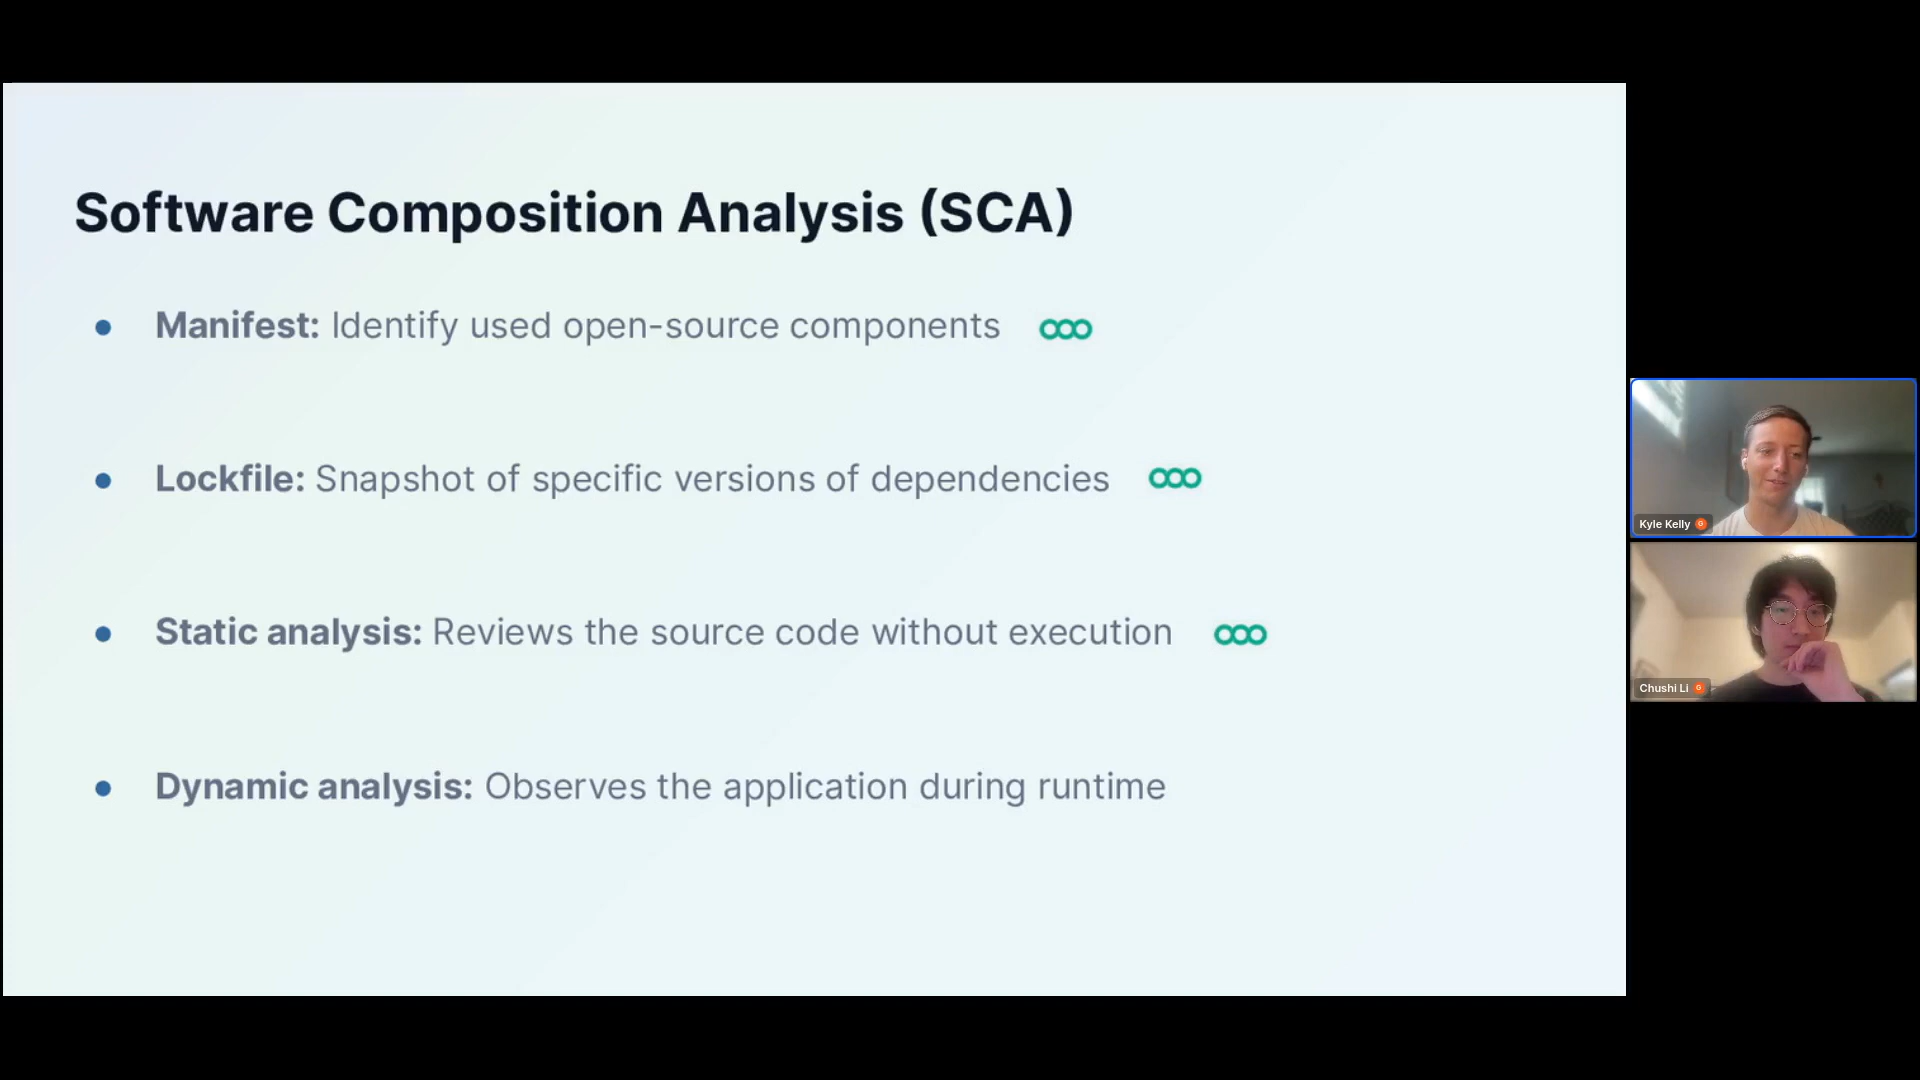 Software Composition Analysis (SCA)
Manifest: Identify used open-source components
Lockfile: Snapshot of specific versions of dependencies
Static analysis: Reviews the source code without execution
Dynamic analysis: Observes the application during runtime
Kyle Kelly
Chushi Li